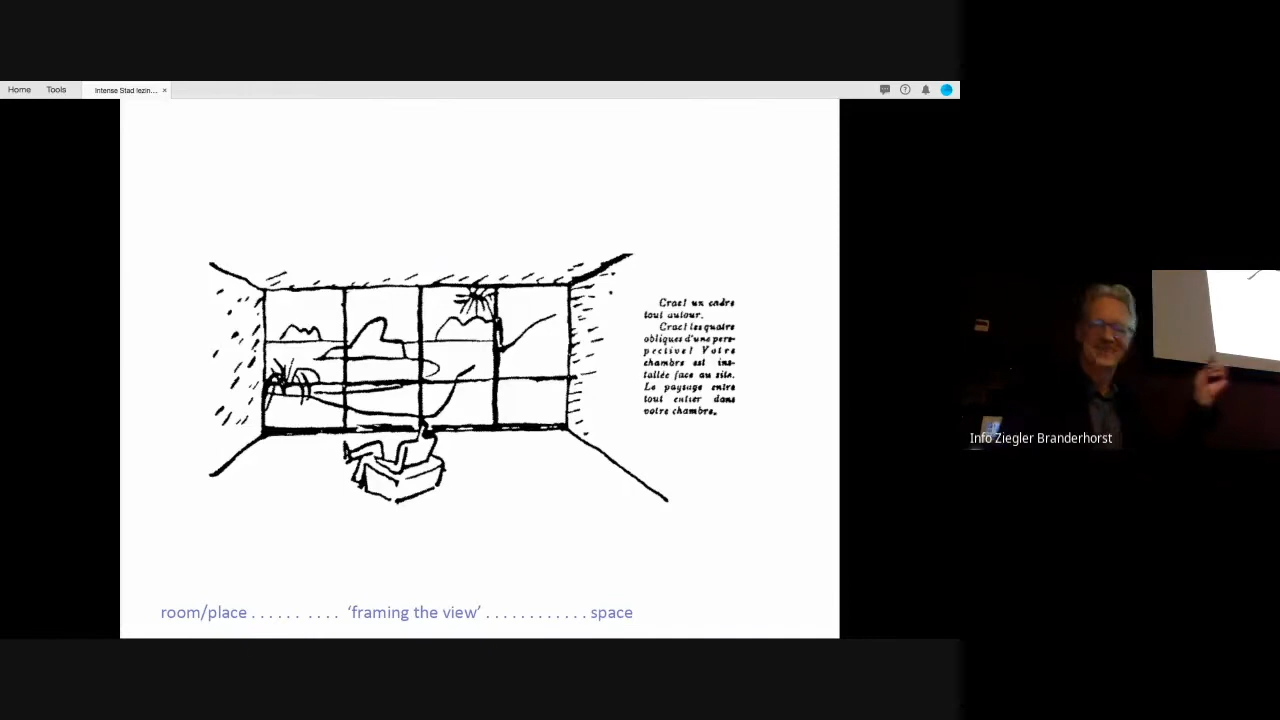 Home Tools Intense Stad lezin... ×
Crac! un cadre
tout autour.
Crac! les quatre
obliques d'une pers-
pective! Votre
chambre est ins-
tallée face au site.
Le paysage entre
tout entier dans
votre chambre.
Info Ziegler Branderhorst
room/place . . . . . .  . . . .  ‘framing the view’ . . . . . . . . . . . . space